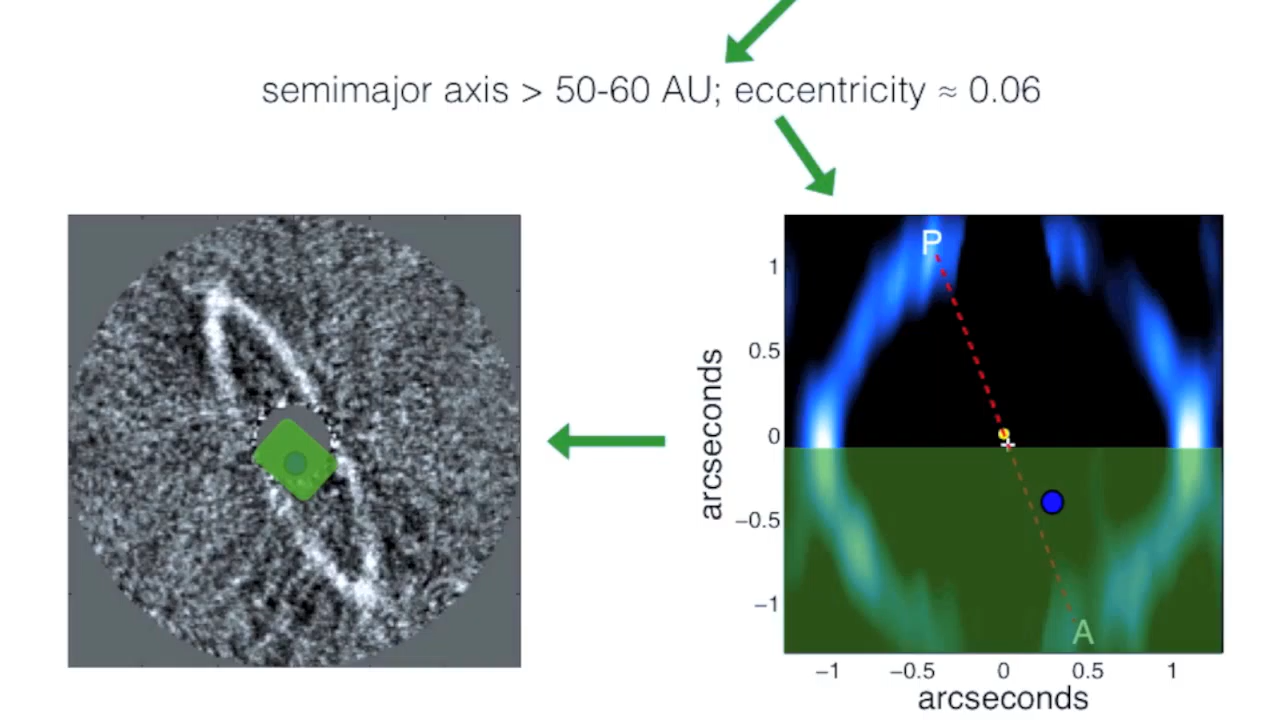 semimajor axis > 50-60 AU; eccentricity ≈ 0.06
P
1
0.5
0
−0.5
−1
arcseconds
A
−1 −0.5 0 0.5 1
arcseconds